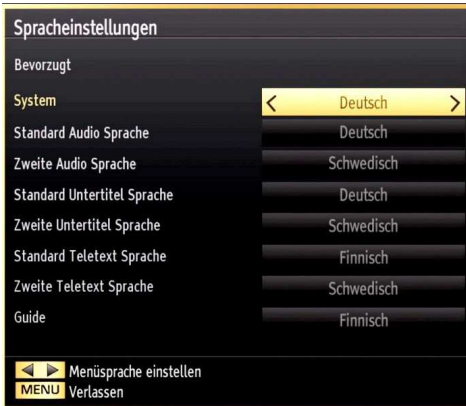 Spracheinstellungen
Bevorzugt
System < Deutsch >
Standard Audio Sprache Deutsch
Zweite Audio Sprache Schwedisch
Standard Untertitel Sprache Deutsch
Zweite Untertitel Sprache Schwedisch
Standard Teletext Sprache Finnisch
Zweite Teletext Sprache Schwedisch
Guide Finnisch
Menüsprache einstellen
MENU Verlassen